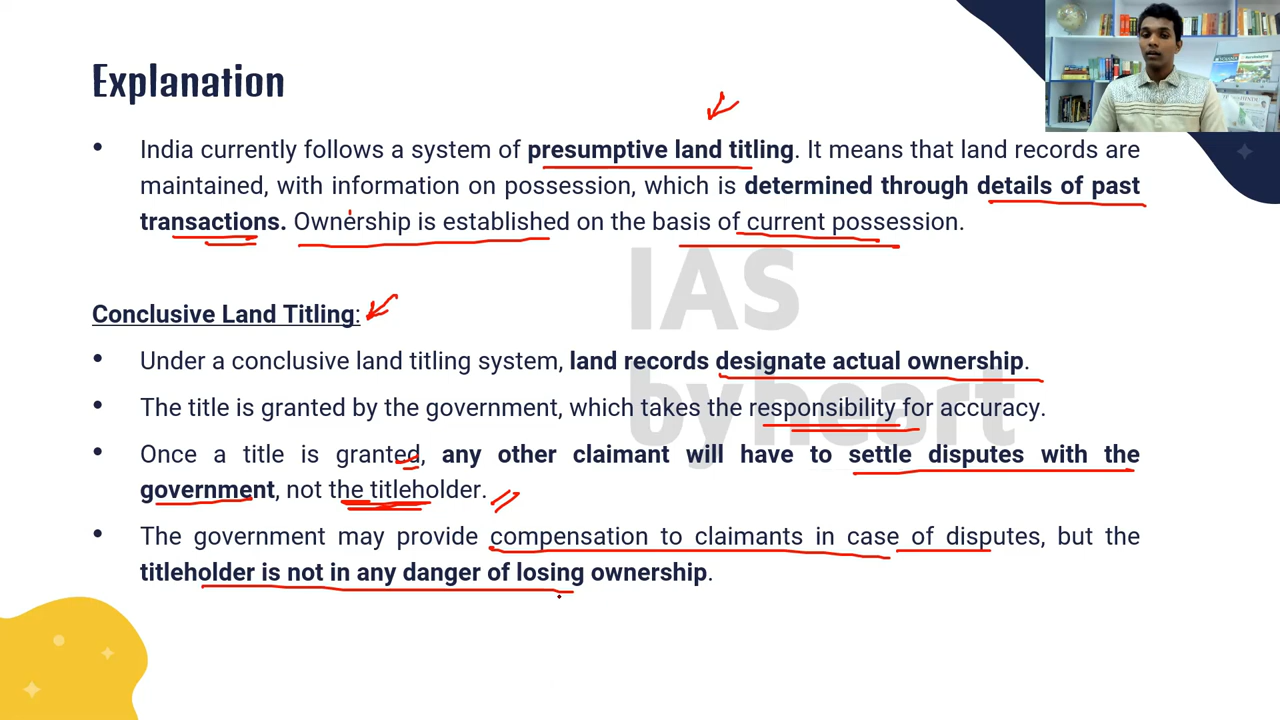 Explanation
• India currently follows a system of presumptive land titling. It means that land records are
maintained, with information on possession, which is determined through details of past
transactions. Ownership is established on the basis of current possession.
Conclusive Land Titling:
• Under a conclusive land titling system, land records designate actual ownership.
• The title is granted by the government, which takes the responsibility for accuracy.
• Once a title is granted, any other claimant will have to settle disputes with the
government, not the titleholder.
• The government may provide compensation to claimants in case of disputes, but the
titleholder is not in any danger of losing ownership.
IAS
byheart